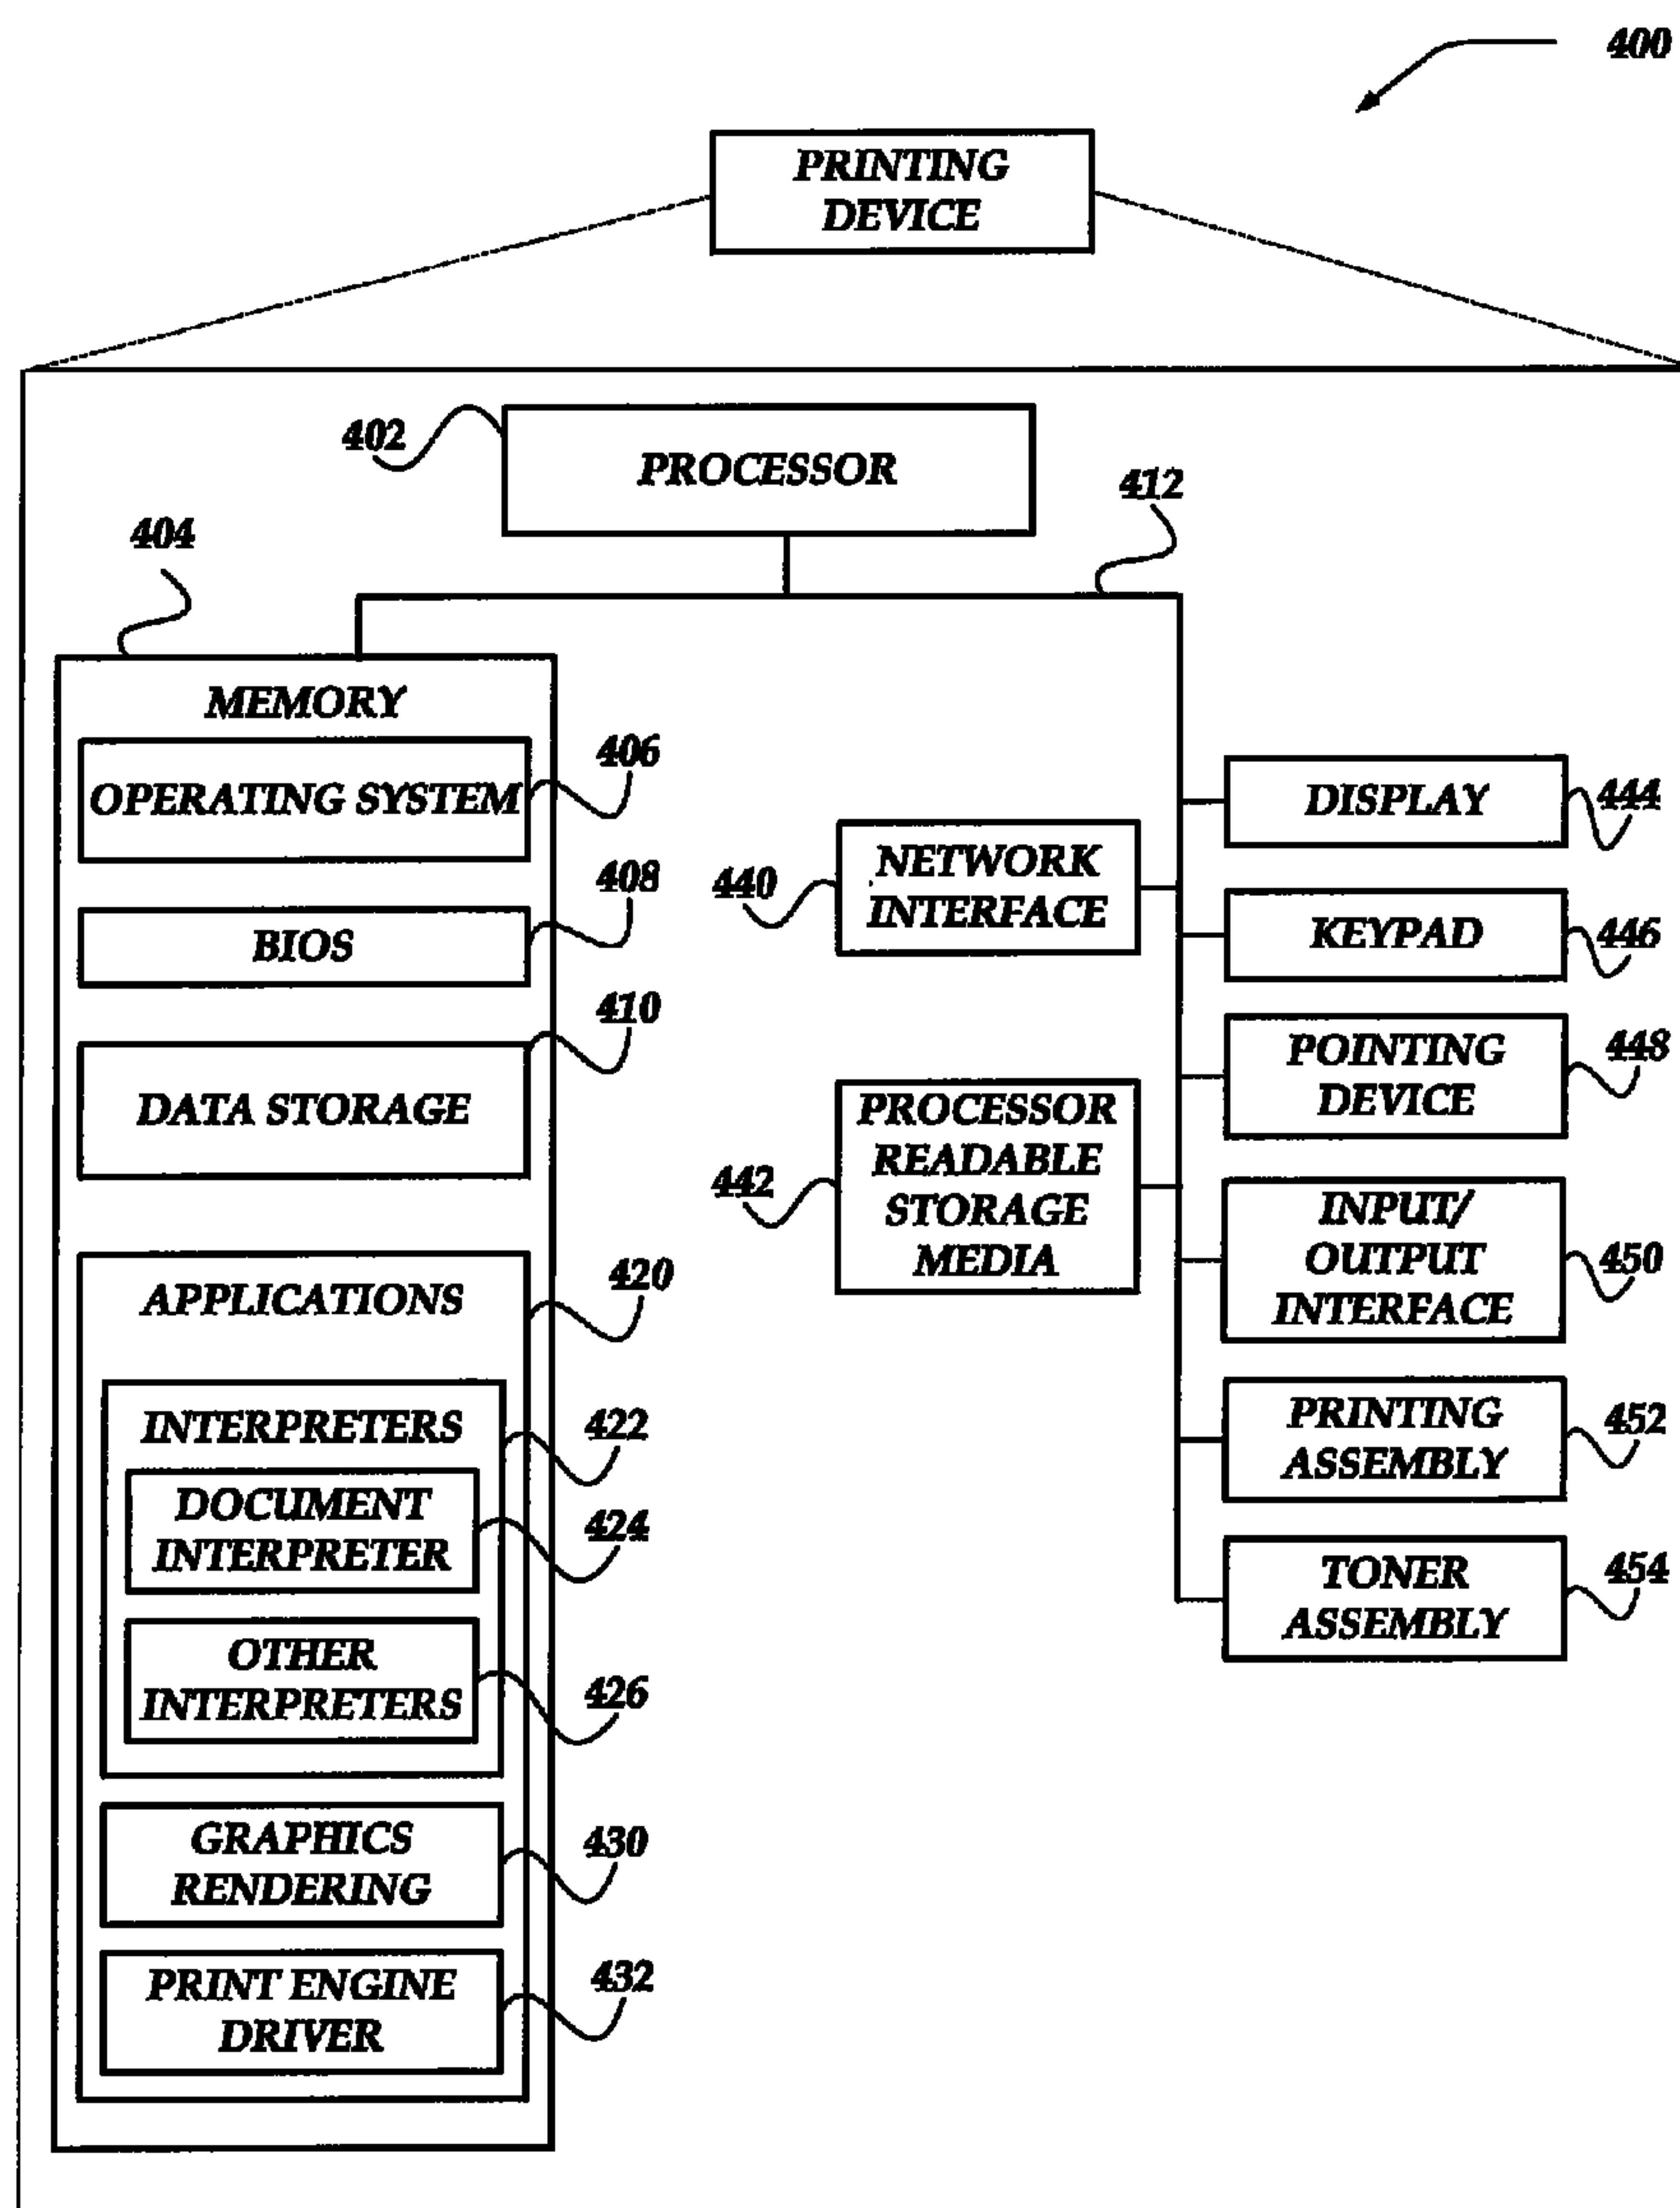 400
PRINTING
DEVICE
402
PROCESSOR
412
404
MEMORY
OPERATING SYSTEM
406
BIOS
408
DATA STORAGE
410
APPLICATIONS
420
INTERPRETERS
422
DOCUMENT
INTERPRETER
424
OTHER
INTERPRETERS
426
GRAPHICS
RENDERING
430
PRINT ENGINE
DRIVER
432
440
NETWORK
INTERFACE
442
PROCESSOR
READABLE
STORAGE
MEDIA
DISPLAY
444
KEYPAD
446
POINTING
DEVICE
448
INPUT/
OUTPUT
INTERFACE
450
PRINTING
ASSEMBLY
452
TONER
ASSEMBLY
454